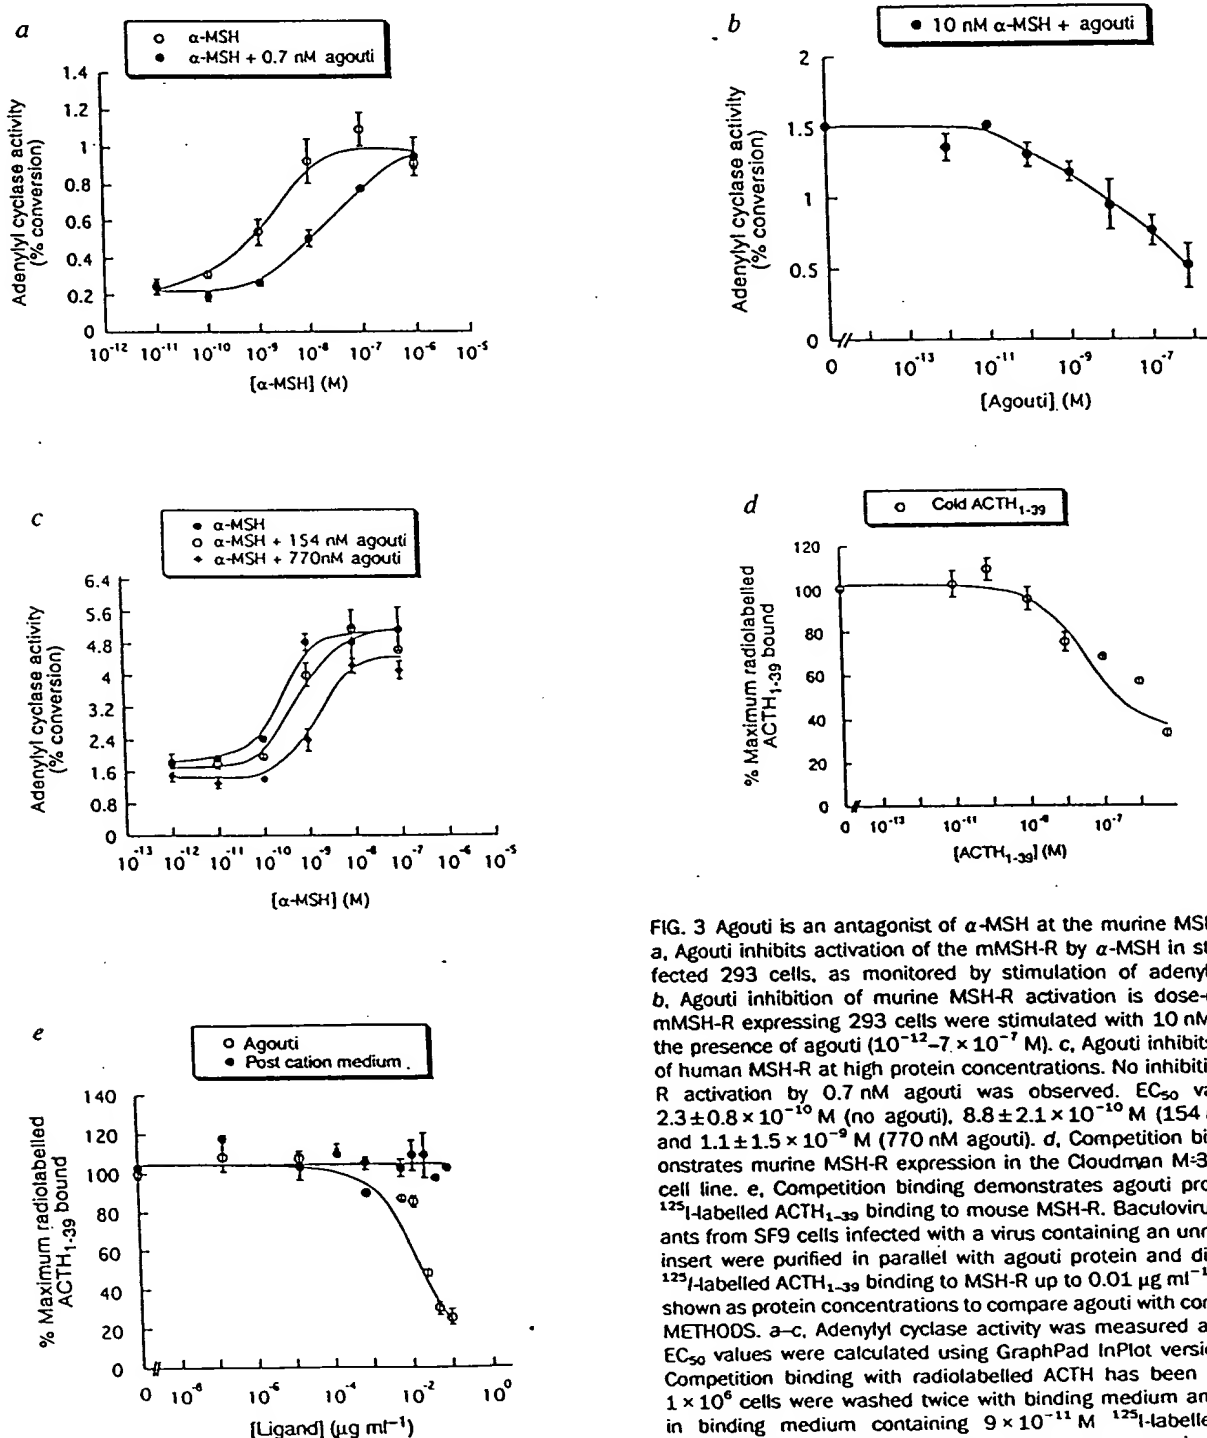 a
α-MSH
α-MSH + 0.7 nM agouti
Adenylyl cyclase activity
(% conversion)
1.4
1.2
1
0.8
0.6
0.4
0.2
0
10⁻¹² 10⁻¹¹ 10⁻¹⁰ 10⁻⁹ 10⁻⁸ 10⁻⁷ 10⁻⁶ 10⁻⁵
[α-MSH] (M)
b
10 nM α-MSH + agouti
Adenylyl cyclase activity
(% conversion)
2
1.5
1
0.5
0
0 10⁻¹³ 10⁻¹¹ 10⁻⁹ 10⁻⁷
[Agouti] (M)
c
α-MSH
α-MSH + 154 nM agouti
α-MSH + 770nM agouti
Adenylyl cyclase activity
(% conversion)
6.4
5.6
4.8
4
3.2
2.4
1.6
0.8
0
10⁻¹³ 10⁻¹² 10⁻¹¹ 10⁻¹⁰ 10⁻⁹ 10⁻⁸ 10⁻⁷ 10⁻⁶ 10⁻⁵
[α-MSH] (M)
d
Cold ACTH₁₋₃₉
% Maximum radiolabelled
ACTH₁₋₃₉ bound
120
100
80
60
40
20
0
0 10⁻¹³ 10⁻¹¹ 10⁻⁹ 10⁻⁷
[ACTH₁₋₃₉] (M)
e
Agouti
Post cation medium
% Maximum radiolabelled
ACTH₁₋₃₉ bound
140
120
100
80
60
40
20
0
0 10⁻⁸ 10⁻⁶ 10⁻⁴ 10⁻² 10⁰
[Ligand] (μg ml⁻¹)
FIG. 3 Agouti is an antagonist of α-MSH at the murine MSH
a, Agouti inhibits activation of the mMSH-R by α-MSH in st
fected 293 cells, as monitored by stimulation of adenyl
b, Agouti inhibition of murine MSH-R activation is dose-
mMSH-R expressing 293 cells were stimulated with 10 nM
the presence of agouti (10⁻¹²–7 × 10⁻⁷ M). c, Agouti inhibits
of human MSH-R at high protein concentrations. No inhibiti
R activation by 0.7 nM agouti was observed. EC₅₀ va
2.3±0.8 × 10⁻¹⁰ M (no agouti), 8.8±2.1 × 10⁻¹⁰ M (154
and 1.1±1.5 × 10⁻⁹ M (770 nM agouti). d, Competition bi
onstrates murine MSH-R expression in the Cloudman M-3
cell line. e, Competition binding demonstrates agouti pro
¹²⁵I-labelled ACTH₁₋₃₉ binding to mouse MSH-R. Baculoviru
ants from SF9 cells infected with a virus containing an unr
insert were purified in parallel with agouti protein and di
¹²⁵I-labelled ACTH₁₋₃₉ binding to MSH-R up to 0.01 μg ml⁻¹
shown as protein concentrations to compare agouti with con
METHODS. a–c, Adenylyl cyclase activity was measured a
EC₅₀ values were calculated using GraphPad InPlot versi
Competition binding with radiolabelled ACTH has been
1 × 10⁶ cells were washed twice with binding medium an
in binding medium containing 9 × 10⁻¹¹ M ¹²⁵I-labelle